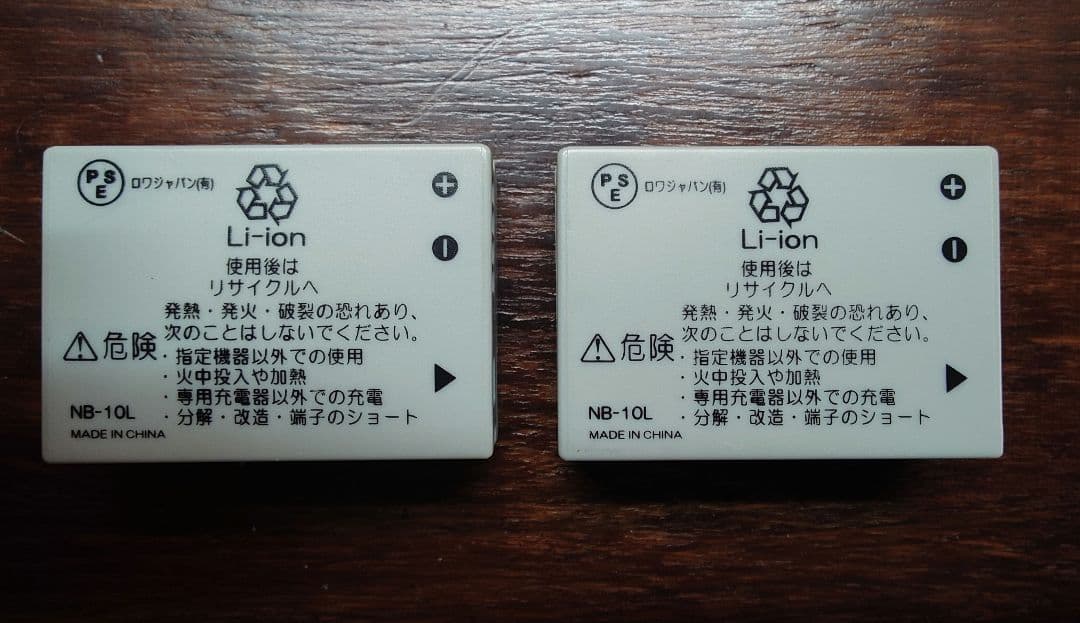 PSE ロワジャパン(有)
Li-ion
使用後は
リサイクルへ
発熱・発火・破裂の恐れあり、
次のことはしないでください。
⚠危険
・指定機器以外での使用
・火中投入や加熱
・専用充電器以外での充電
・分解・改造・端子のショート
NB-10L
MADE IN CHINA
PSE ロワジャパン(有)
Li-ion
使用後は
リサイクルへ
発熱・発火・破裂の恐れあり、
次のことはしないでください。
⚠危険
・指定機器以外での使用
・火中投入や加熱
・専用充電器以外での充電
・分解・改造・端子のショート
NB-10L
MADE IN CHINA